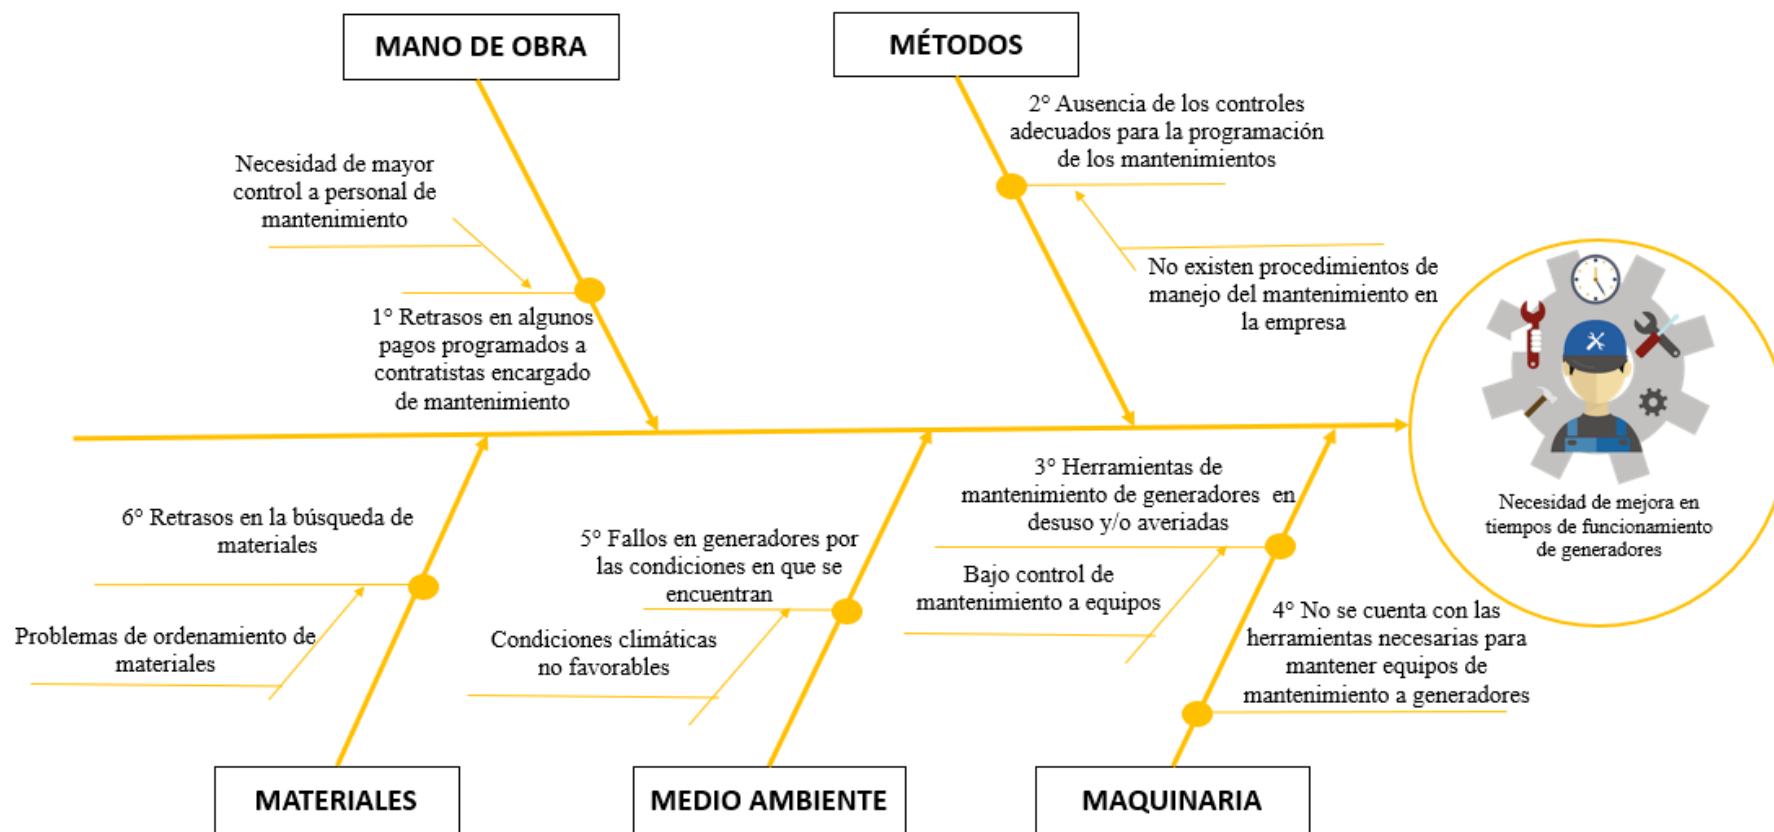 MANO DE OBRA
MÉTODOS
Necesidad de mayor
control a personal de
mantenimiento
1° Retrasos en algunos
pagos programados a
contratistas encargado
de mantenimiento
2° Ausencia de los controles
adecuados para la programación
de los mantenimientos
No existen procedimientos de
manejo del mantenimiento en
la empresa
Necesidad de mejora en
tiempos de funcionamiento
de generadores
6° Retrasos en la búsqueda de
materiales
Problemas de ordenamiento de
materiales
5° Fallos en generadores por
las condiciones en que se
encuentran
Condiciones climáticas
no favorables
3° Herramientas de
mantenimiento de generadores en
desuso y/o averiadas
Bajo control de
mantenimiento a equipos
4° No se cuenta con las
herramientas necesarias para
mantener equipos de
mantenimiento a generadores
MATERIALES
MEDIO AMBIENTE
MAQUINARIA